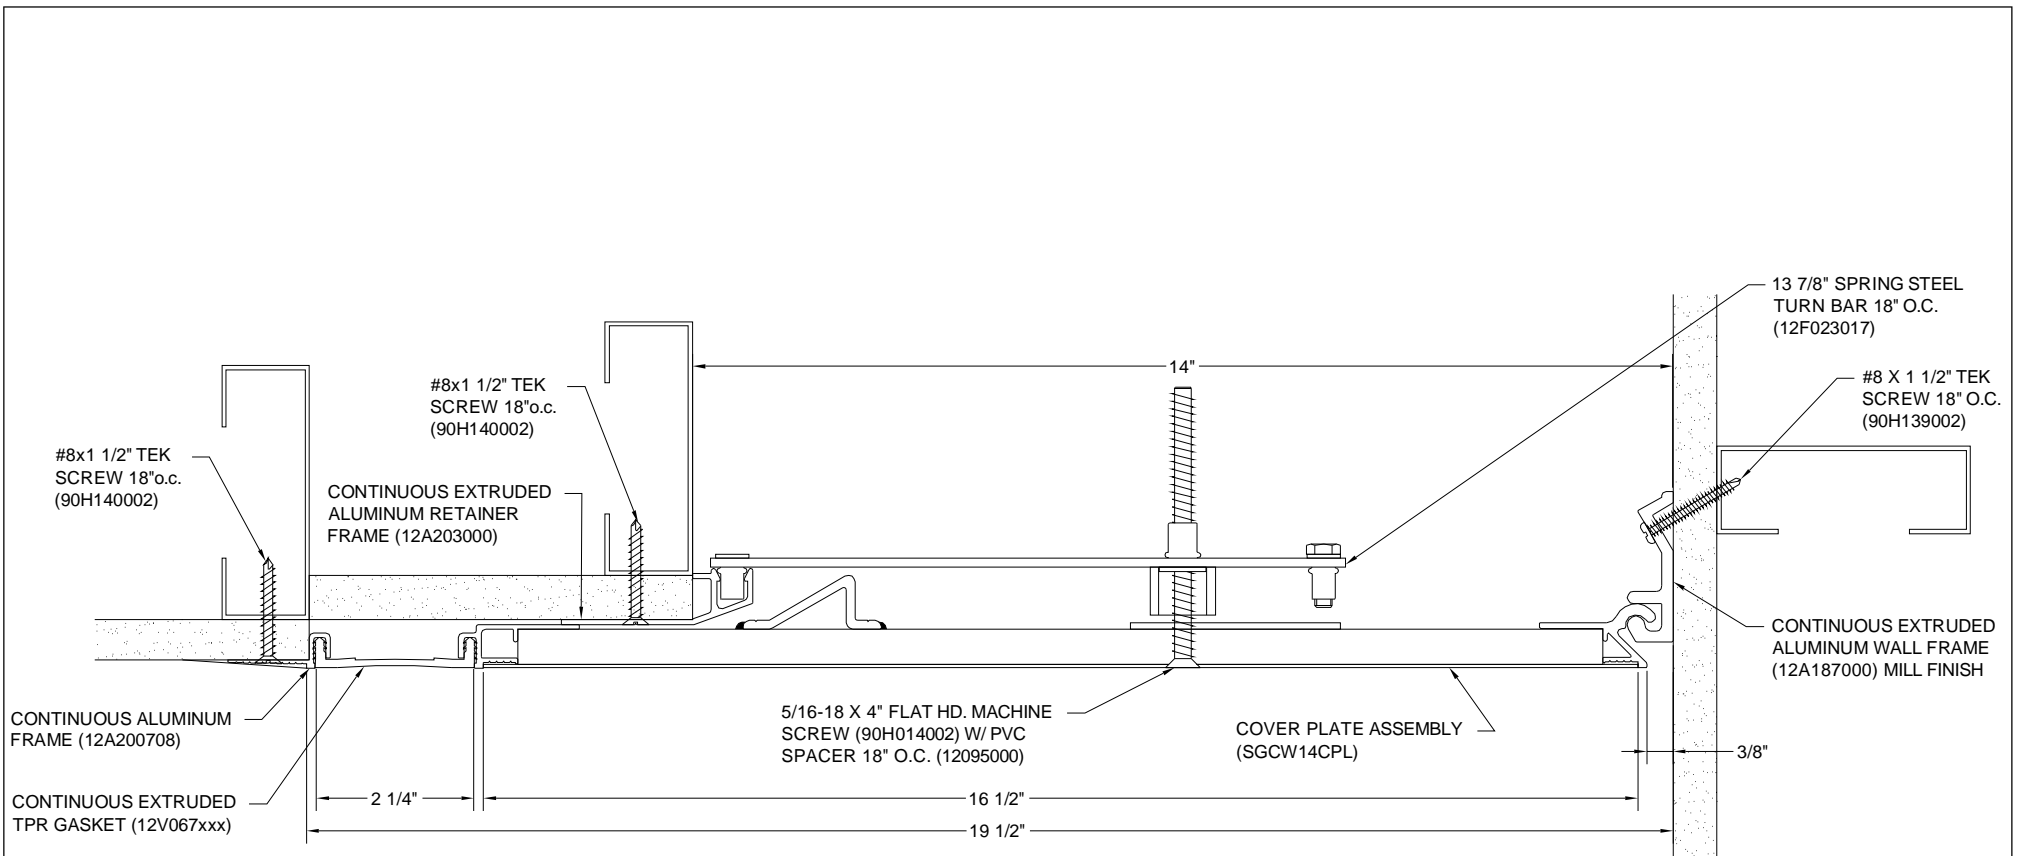 13 7/8" SPRING STEEL
TURN BAR 18" O.C.
(12F023017)
14"
#8 X 1 1/2" TEK
SCREW 18" O.C.
(90H139002)
#8x1 1/2" TEK
SCREW 18"o.c.
(90H140002)
#8x1 1/2" TEK
SCREW 18"o.c.
(90H140002)
CONTINUOUS EXTRUDED
ALUMINUM RETAINER
FRAME (12A203000)
CONTINUOUS EXTRUDED
ALUMINUM WALL FRAME
(12A187000) MILL FINISH
CONTINUOUS ALUMINUM
FRAME (12A200708)
5/16-18 X 4" FLAT HD. MACHINE
SCREW (90H014002) W/ PVC
SPACER 18" O.C. (12095000)
COVER PLATE ASSEMBLY
(SGCW14CPL)
3/8"
CONTINUOUS EXTRUDED
TPR GASKET (12V067xxx)
2 1/4"
16 1/2"
19 1/2"